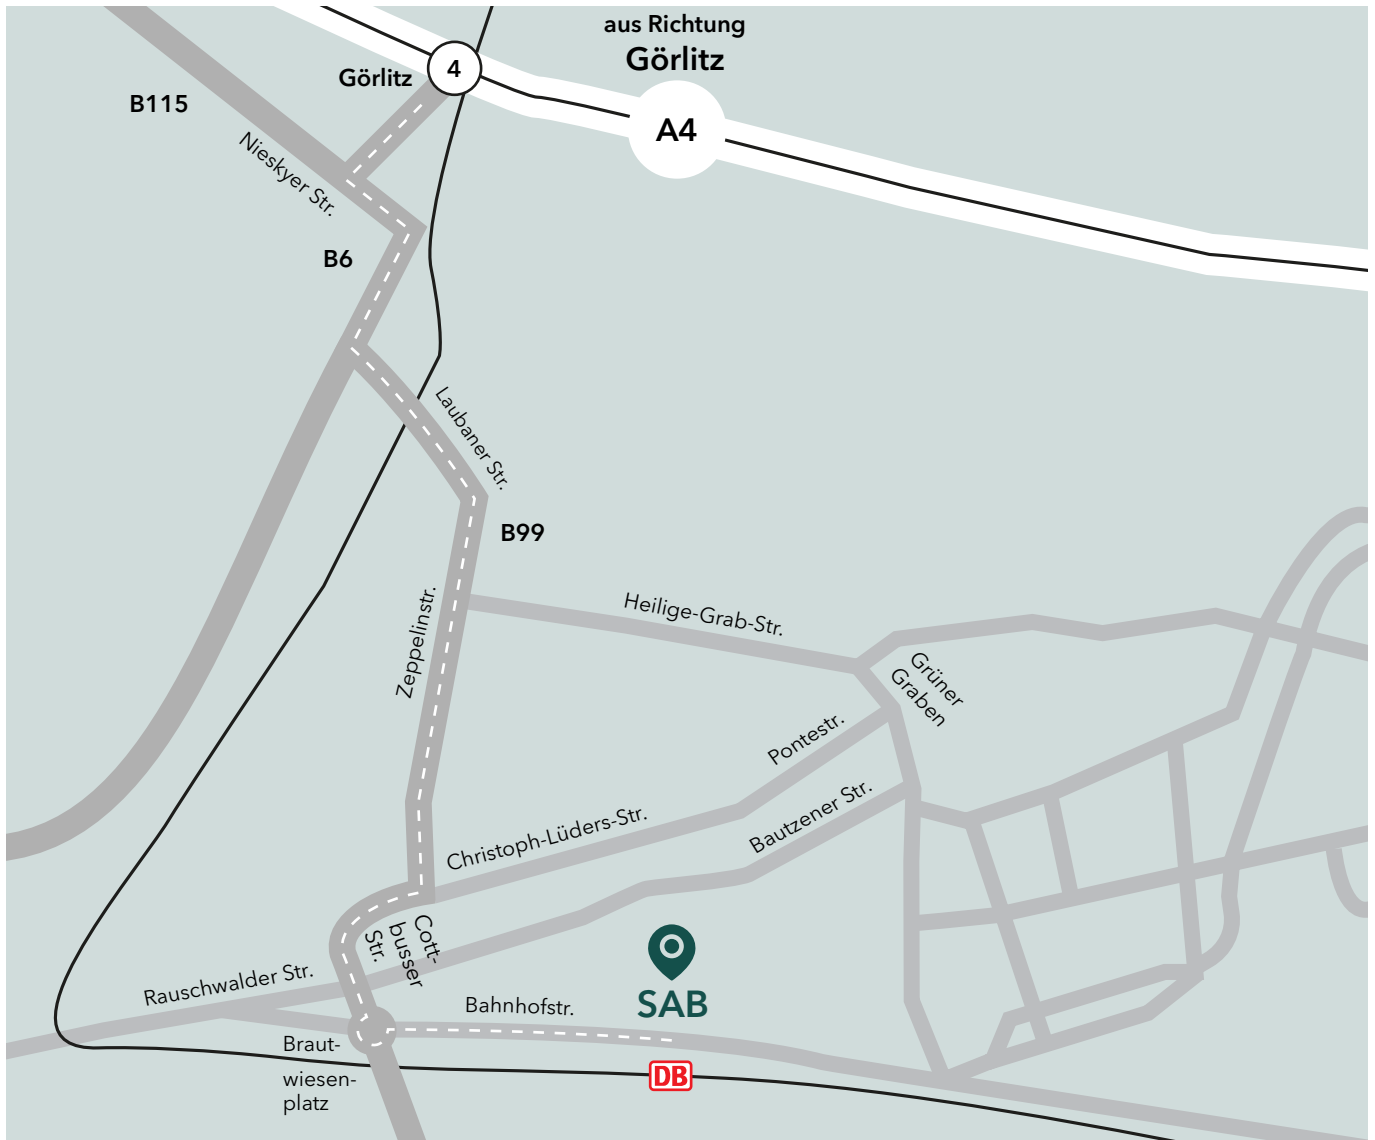 aus Richtung
Görlitz
Görlitz
4
B115
A4
Nieskyer Str.
B6
Laubaner Str.
B99
Zeppelinstr.
Heilige-Grab-Str.
Grüner
Graben
Pontestr.
Bautzener Str.
Christoph-Lüders-Str.
Cott-
busser
Str.
Rauschwalder Str.
Bahnhofstr.
SAB
Braut-
wiesen-
platz
DB